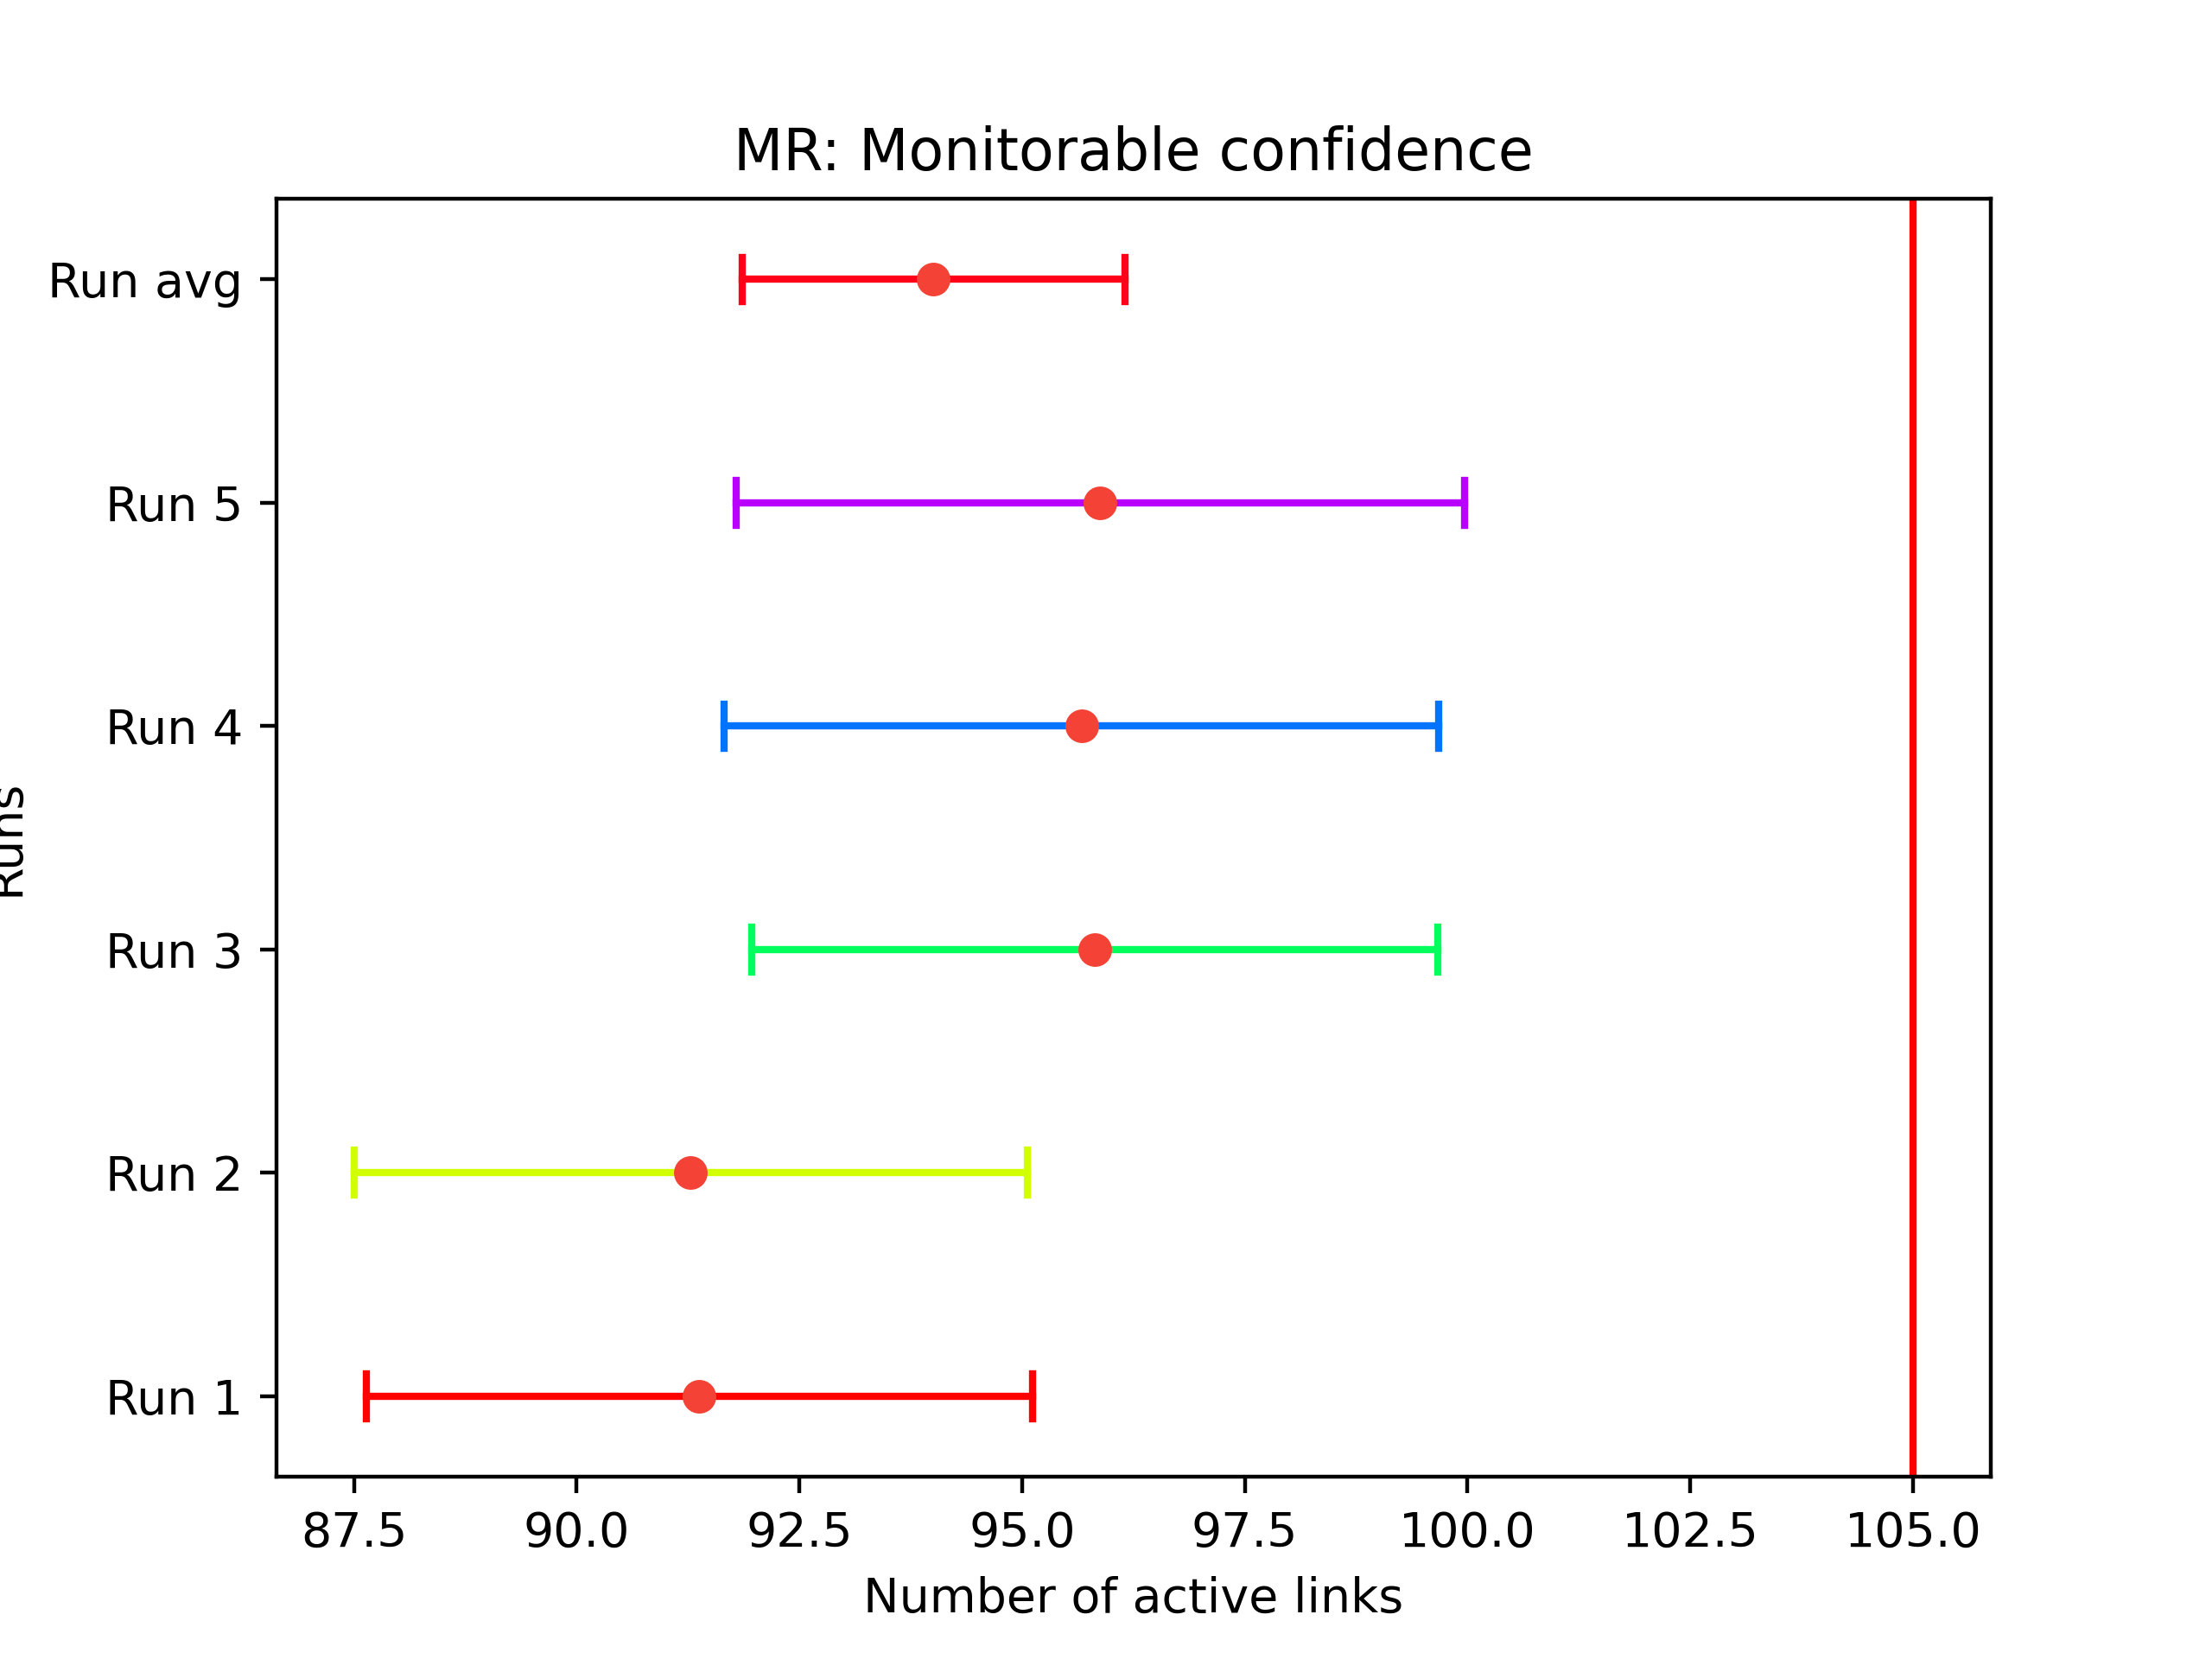 MR: Monitorable confidence
Run avg
Run 5
Run 4
Run 3
Run 2
Run 1
Runs
87.5 90.0 92.5 95.0 97.5 100.0 102.5 105.0
Number of active links